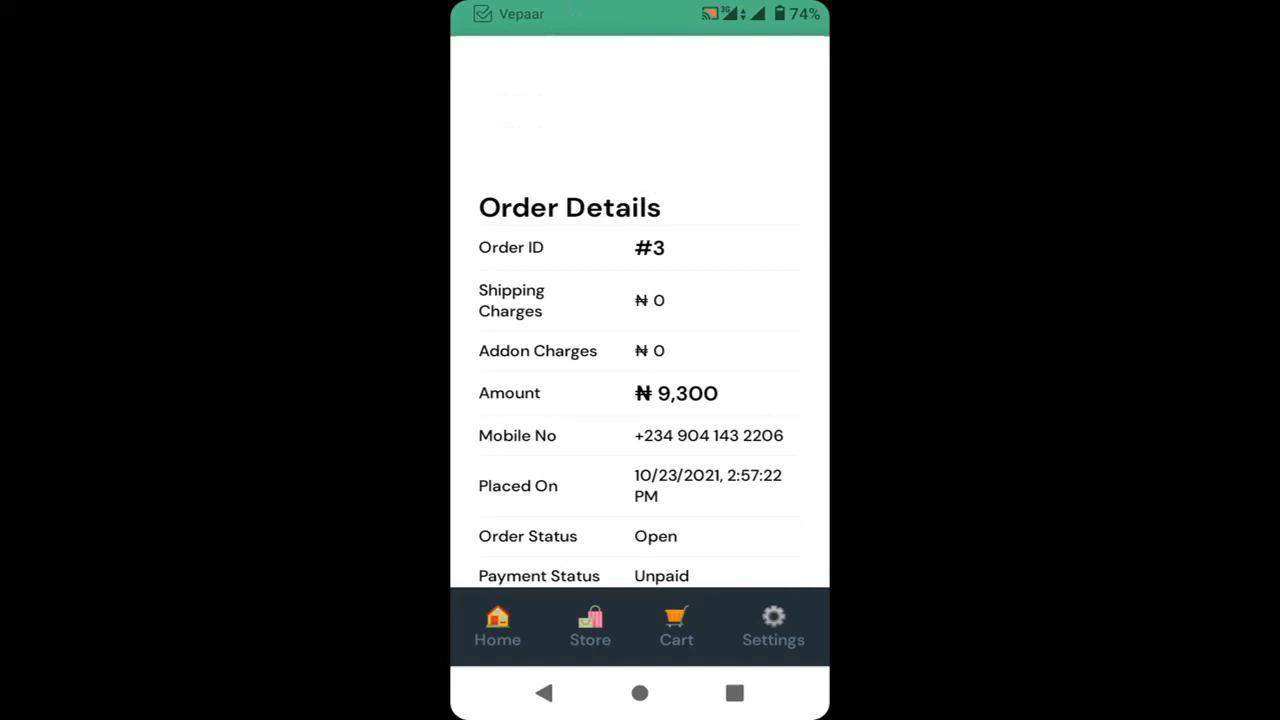 Vepaar 3G 74%
Order Details
Order ID #3
Shipping
Charges ₦ 0
Addon Charges ₦ 0
Amount ₦ 9,300
Mobile No +234 904 143 2206
Placed On 10/23/2021, 2:57:22
PM
Order Status Open
Payment Status Unpaid
Home Store Cart Settings